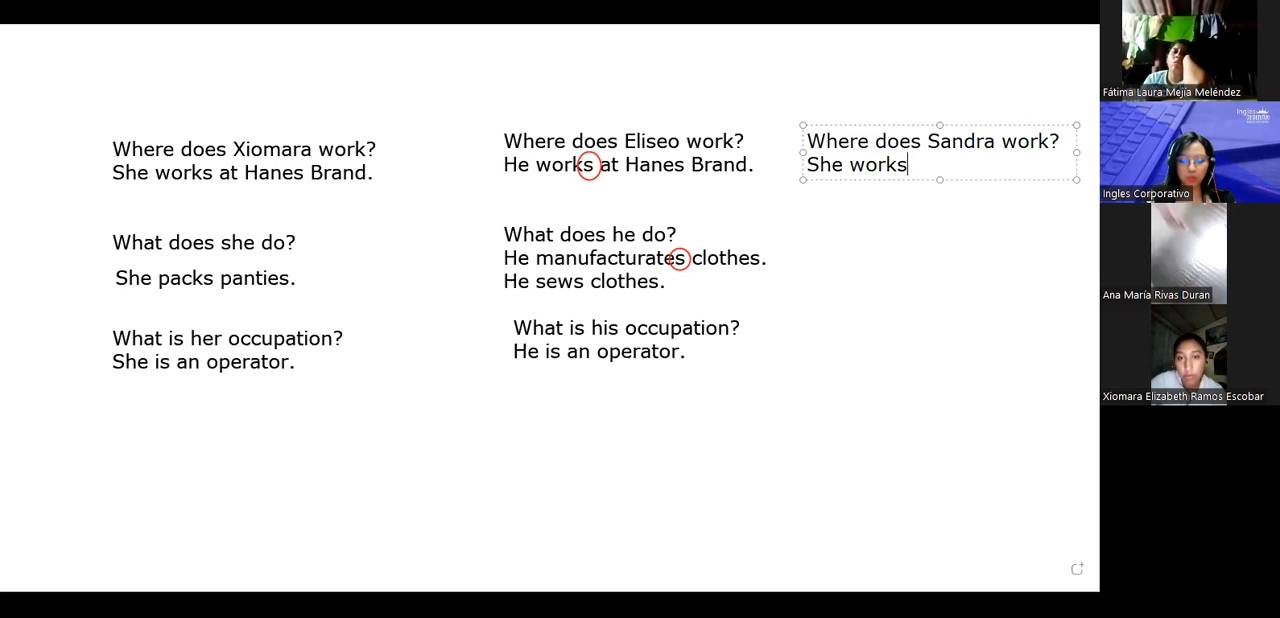 Where does Xiomara work?
She works at Hanes Brand.
What does she do?
She packs panties.
What is her occupation?
She is an operator.
Where does Eliseo work?
He works at Hanes Brand.
What does he do?
He manufacturates clothes.
He sews clothes.
What is his occupation?
He is an operator.
Where does Sandra work?
She works
Fátima Laura Mejía Meléndez
Ingles
Ingles Corporativo
Ana María Rivas Duran
Xiomara Elizabeth Ramos Escobar